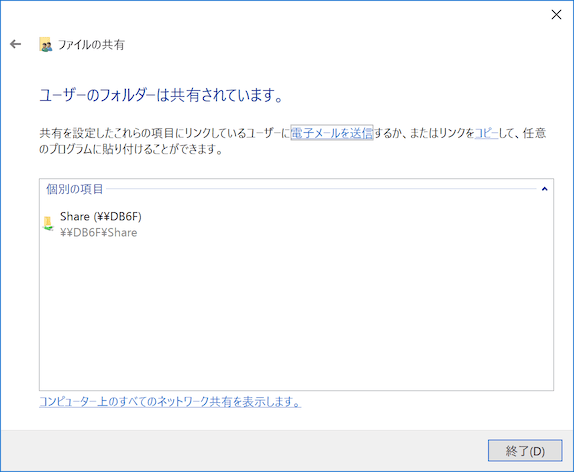 ファイルの共有
ユーザーのフォルダーは共有されています。
共有を設定したこれらの項目にリンクしているユーザーに電子メールを送信するか、またはリンクをコピーして、任意
のプログラムに貼り付けることができます。
個別の項目
Share (¥¥DB6F)
¥¥DB6F¥Share
コンピューター上のすべてのネットワーク共有を表示します。
終了(D)